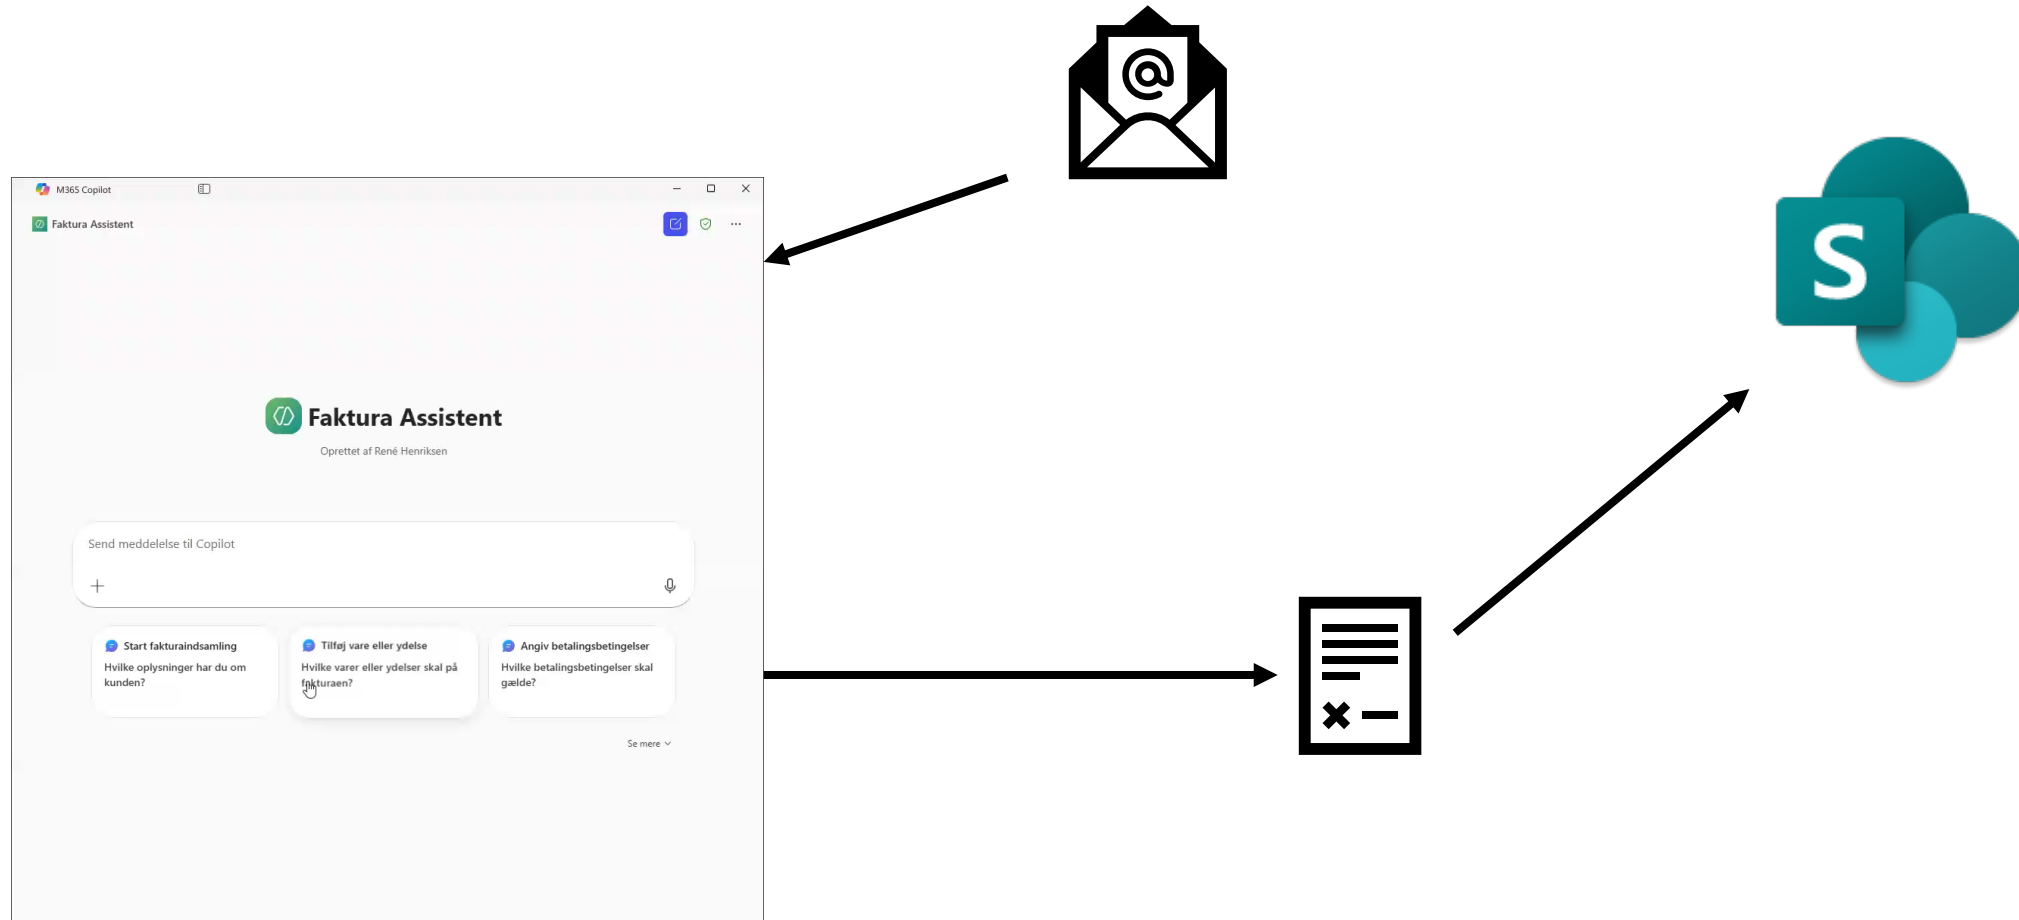 @
M365 Copilot
S
Faktura Assistent
Faktura Assistent
Oprettet af René Henriksen
Send meddelelse til Copilot
Start fakturaindsamling
Hvilke oplysninger har du om
kunden?
Tilføj vare eller ydelse
Hvilke varer eller ydelser skal på
fakturaen?
Angiv betalingsbetingelser
Hvilke betalingsbetingelser skal
gælde?
Se mere